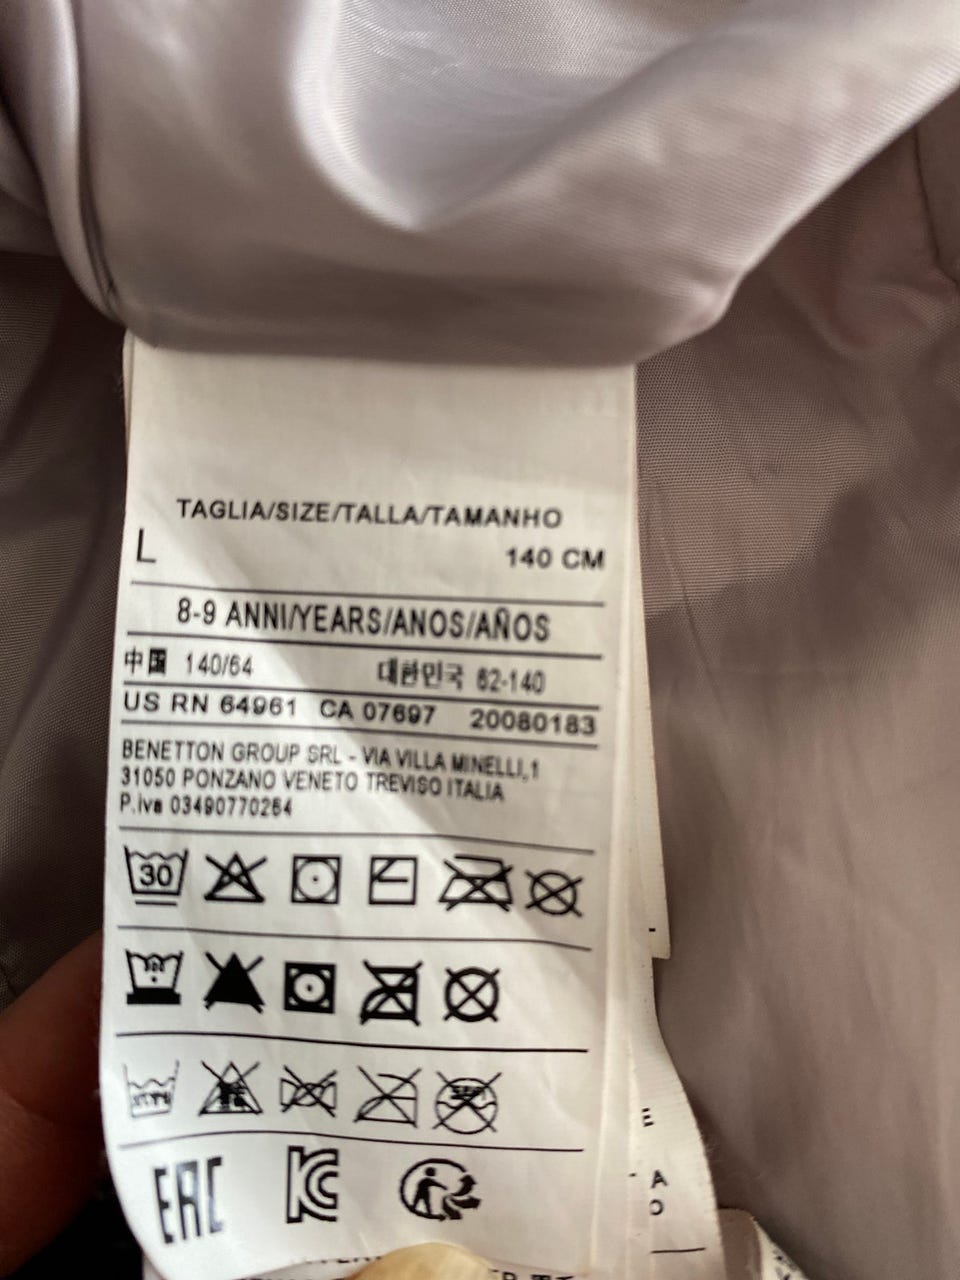 TAGLIA/SIZE/TALLA/TAMANHO
L 140 CM
8-9 ANNI/YEARS/ANOS/AÑOS
中国 140/64 대한민국 62-140
US RN 64961 CA 07697 20080183
BENETTON GROUP SRL - VIA VILLA MINELLI,1
31050 PONZANO VENETO TREVISO ITALIA
P.iva 03490770264
30
EAC KC